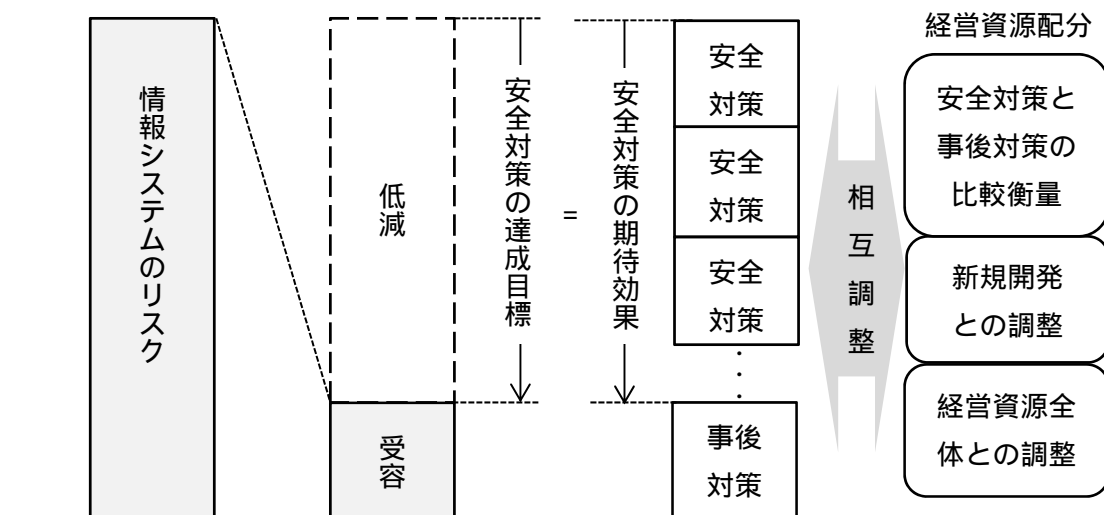 情報システムのリスク
低減
受容
安全対策の達成目標
=
安全対策の期待効果
安全
対策
安全
対策
安全
対策
・・・
事後
対策
相互調整
経営資源配分
安全対策と
事後対策の
比較衡量
新規開発
との調整
経営資源全
体との調整